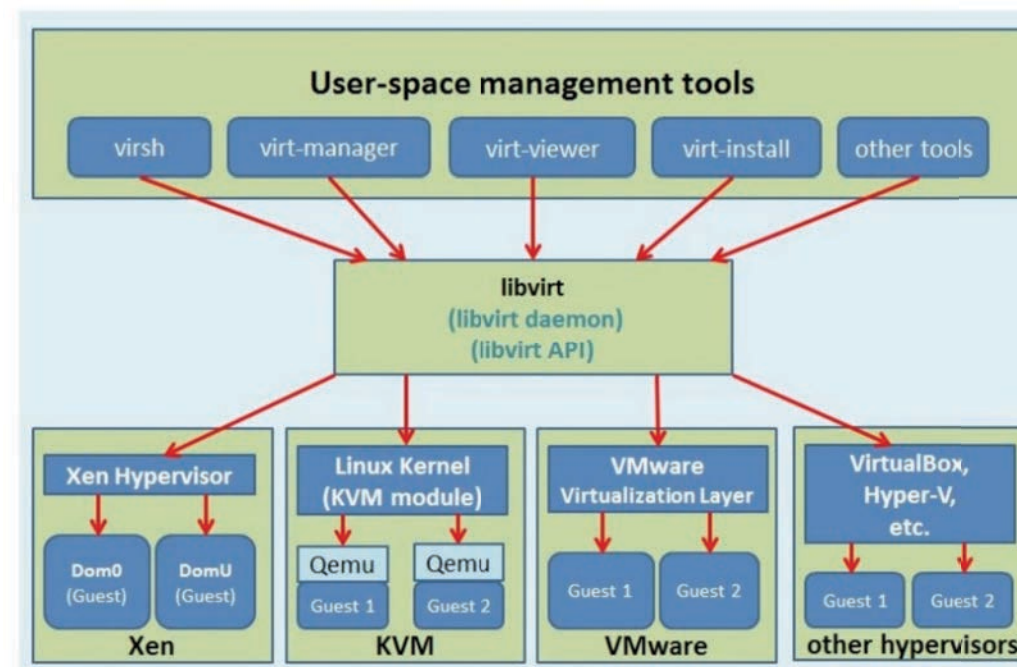 User-space management tools
virsh
virt-manager
virt-viewer
virt-install
other tools
libvirt
(libvirt daemon)
(libvirt API)
Xen Hypervisor
Dom0
(Guest)
DomU
(Guest)
Xen
Linux Kernel
(KVM module)
Qemu
Qemu
Guest 1
Guest 2
KVM
VMware
Virtualization Layer
Guest 1
Guest 2
VMware
VirtualBox,
Hyper-V,
etc.
Guest 1
Guest 2
other hypervisors